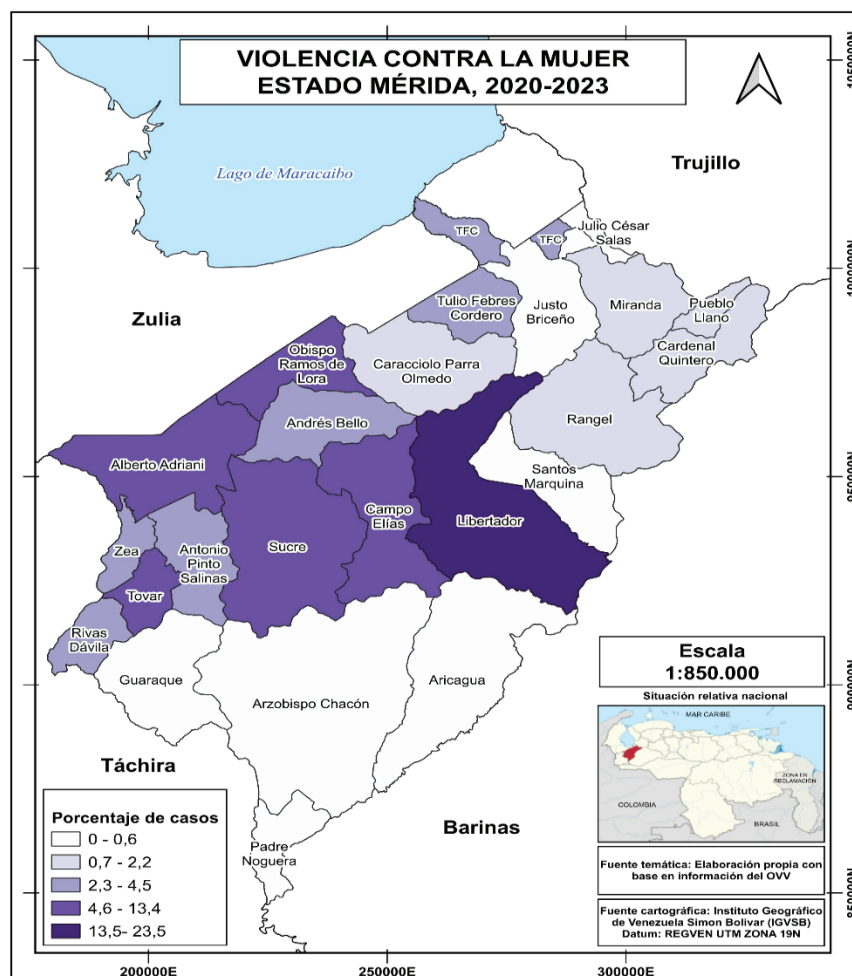 VIOLENCIA CONTRA LA MUJER
ESTADO MÉRIDA, 2020-2023
Lago de Maracaibo
Trujillo
Zulia
TFC
TFC
Julio César
Salas
Tulio Febres
Cordero
Justo
Briceño
Miranda
Pueblo
Llano
Cardenal
Quintero
Obispo
Ramos de
Lora
Caracciolo Parra
Olmedo
Andrés Bello
Rangel
Alberto Adriani
Santos
Marquina
Campo
Elías
Libertador
Sucre
Zea
Antonio
Pinto
Salinas
Tovar
Rivas
Dávila
Guaraque
Arzobispo Chacón
Aricagua
Táchira
Barinas
Padre
Noguera
Porcentaje de casos
0 - 0,6
0,7 - 2,2
2,3 - 4,5
4,6 - 13,4
13,5- 23,5
Escala
1:850.000
Situación relativa nacional
MAR CARIBE
ZONA EN
RECLAMACIÓN
COLOMBIA
BRASIL
Fuente temática: Elaboración propia con
base en información del OVV
Fuente cartográfica: Instituto Geográfico
de Venezuela Simon Bolivar (IGVSB)
Datum: REGVEN UTM ZONA 19N
200000E
250000E
300000E
1050000N
1000000N
950000N
900000N
850000N